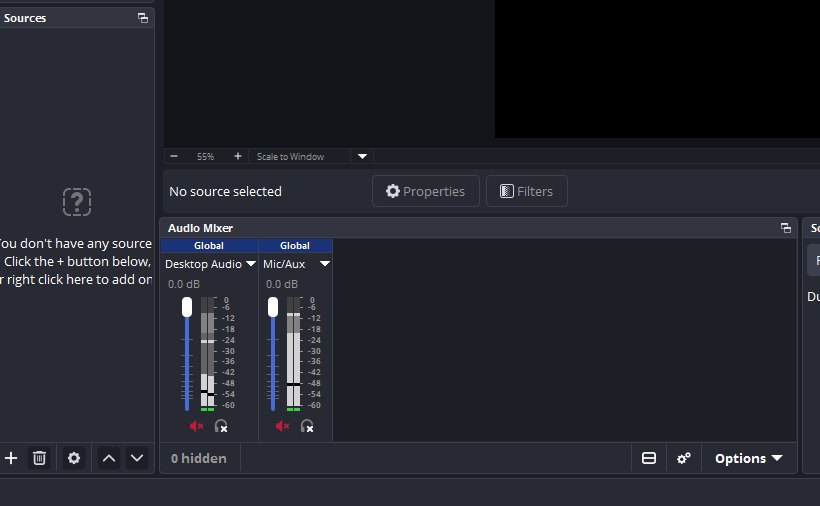 Sources
You don't have any source
Click the + button below,
r right click here to add on
55%
Scale to Window
No source selected
Properties
Filters
Audio Mixer
Global
Global
Desktop Audio
Mic/Aux
0.0 dB
0.0 dB
0
-6
-12
-18
-24
-30
-36
-42
-48
-54
-60
0
-6
-12
-18
-24
-30
-36
-42
-48
-54
-60
0 hidden
Options
Du